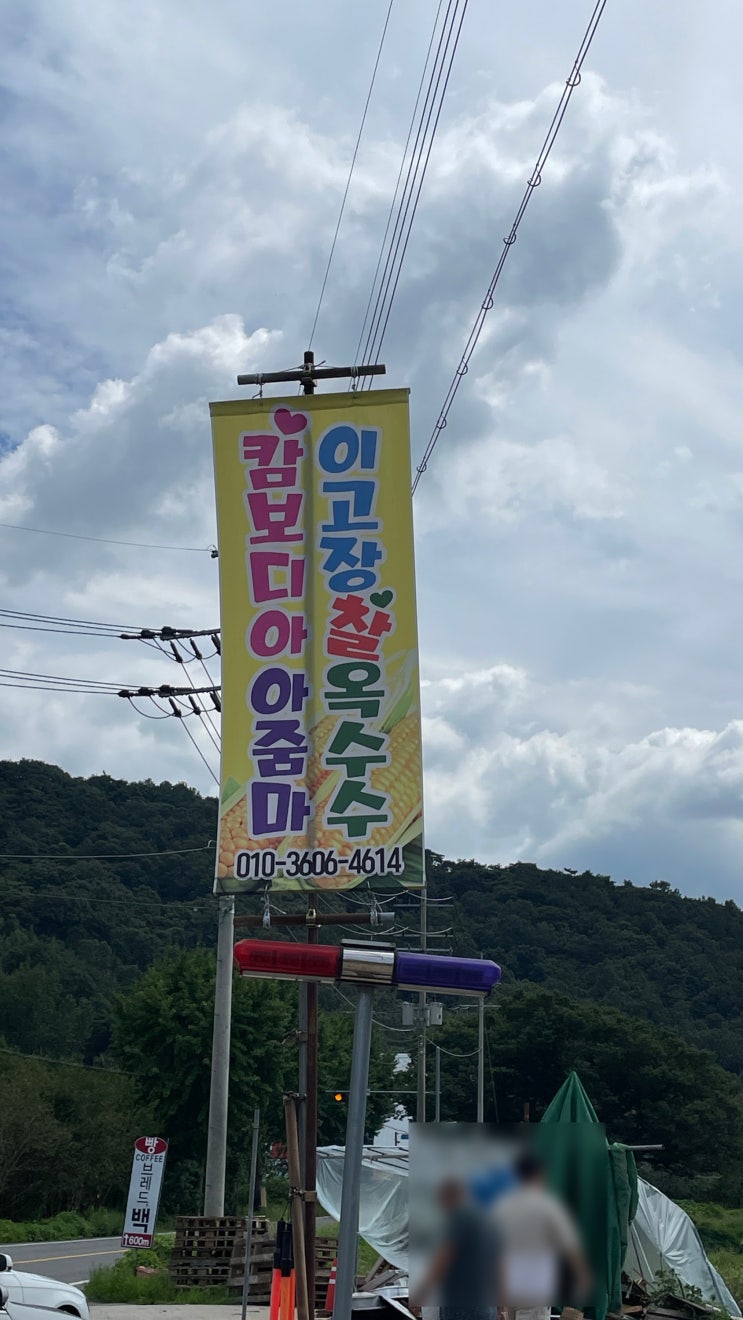 이고장찰옥수수
캄보디아아줌마
010-3606-4614
빵
COFFEE
브레드
백
↑600m